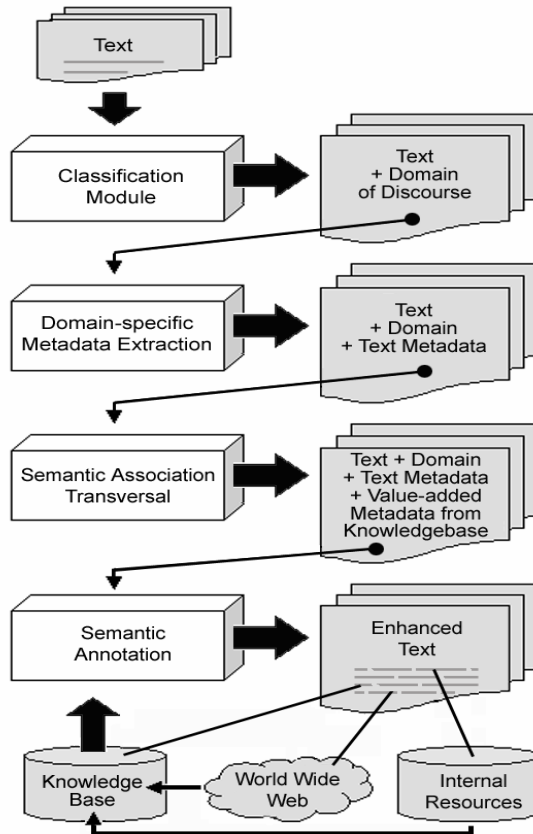 Text
Classification
Module
Text
+ Domain
of Discourse
Domain-specific
Metadata Extraction
Text
+ Domain
+ Text Metadata
Semantic Association
Transversal
Text + Domain
+ Text Metadata
+ Value-added
Metadata from
Knowledgebase
Semantic
Annotation
Enhanced
Text
Knowledge
Base
World Wide
Web
Internal
Resources